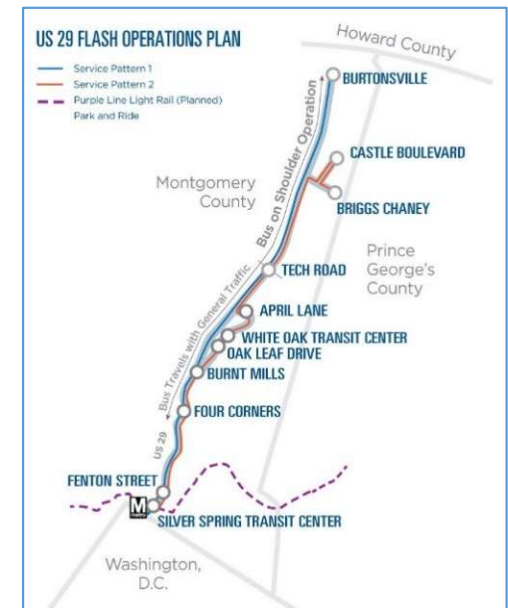 US 29 FLASH OPERATIONS PLAN
Service Pattern 1
Service Pattern 2
Purple Line Light Rail (Planned)
Park and Ride
Howard County
BURTONSVILLE
Bus on Shoulder Operation
CASTLE BOULEVARD
Montgomery
County
BRIGGS CHANEY
Prince
George's
County
TECH ROAD
Bus Travels with General Traffic
APRIL LANE
WHITE OAK TRANSIT CENTER
OAK LEAF DRIVE
BURNT MILLS
FOUR CORNERS
US 29
FENTON STREET
M
SILVER SPRING TRANSIT CENTER
Washington,
D.C.